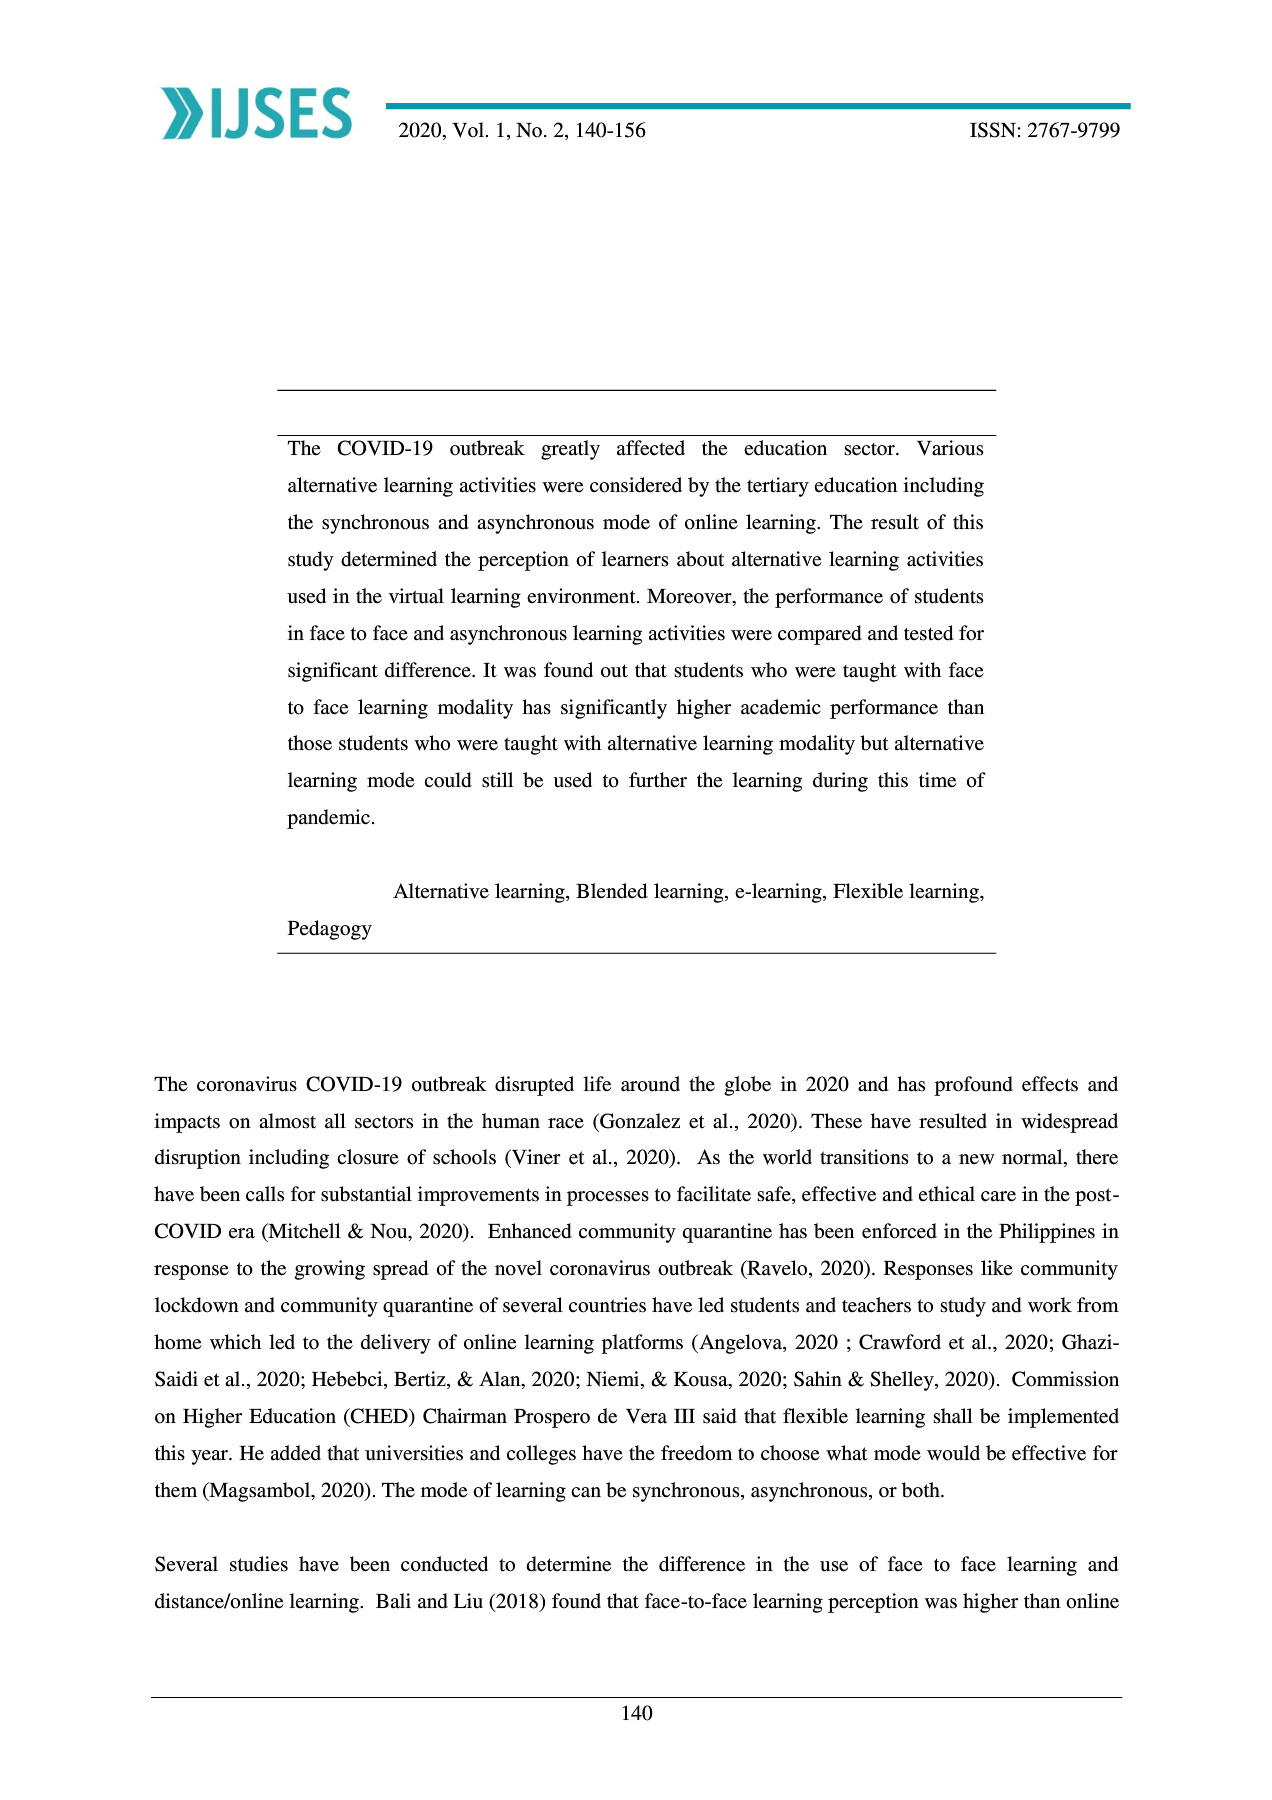 IJSES
2020, Vol. 1, No. 2, 140-156
ISSN: 2767-9799
The COVID-19 outbreak greatly affected the education sector. Various
alternative learning activities were considered by the tertiary education including
the synchronous and asynchronous mode of online learning. The result of this
study determined the perception of learners about alternative learning activities
used in the virtual learning environment. Moreover, the performance of students
in face to face and asynchronous learning activities were compared and tested for
significant difference. It was found out that students who were taught with face
to face learning modality has significantly higher academic performance than
those students who were taught with alternative learning modality but alternative
learning mode could still be used to further the learning during this time of
pandemic.
Alternative learning, Blended learning, e-learning, Flexible learning,
Pedagogy
The coronavirus COVID-19 outbreak disrupted life around the globe in 2020 and has profound effects and
impacts on almost all sectors in the human race (Gonzalez et al., 2020). These have resulted in widespread
disruption including closure of schools (Viner et al., 2020).  As the world transitions to a new normal, there
have been calls for substantial improvements in processes to facilitate safe, effective and ethical care in the post-
COVID era (Mitchell & Nou, 2020).  Enhanced community quarantine has been enforced in the Philippines in
response to the growing spread of the novel coronavirus outbreak (Ravelo, 2020). Responses like community
lockdown and community quarantine of several countries have led students and teachers to study and work from
home which led to the delivery of online learning platforms (Angelova, 2020 ; Crawford et al., 2020; Ghazi-
Saidi et al., 2020; Hebebci, Bertiz, & Alan, 2020; Niemi, & Kousa, 2020; Sahin & Shelley, 2020).  Commission
on Higher Education (CHED) Chairman Prospero de Vera III said that flexible learning shall be implemented
this year. He added that universities and colleges have the freedom to choose what mode would be effective for
them (Magsambol, 2020). The mode of learning can be synchronous, asynchronous, or both.
Several studies have been conducted to determine the difference in the use of face to face learning and
distance/online learning.  Bali and Liu (2018) found that face-to-face learning perception was higher than online
140